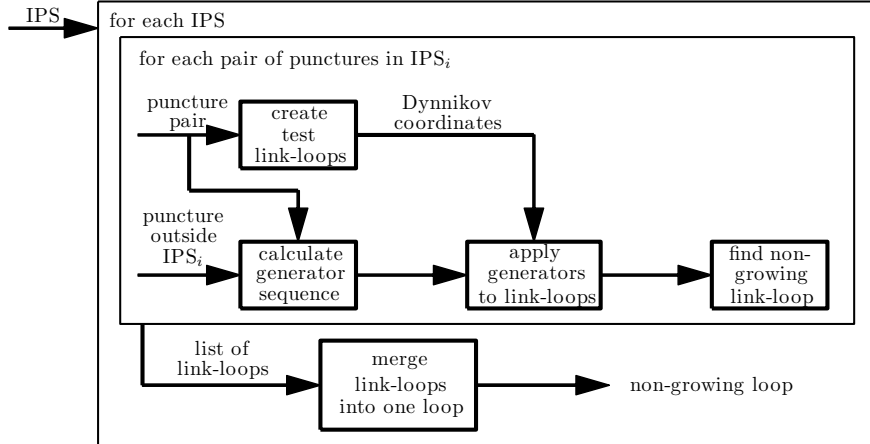 IPS
for each IPS
for each pair of punctures in IPSᵢ
puncture
pair
create
test
link-loops
Dynnikov
coordinates
puncture
outside
IPSᵢ
calculate
generator
sequence
apply
generators
to link-loops
find non-
growing
link-loop
list of
link-loops
merge
link-loops
into one loop
non-growing loop